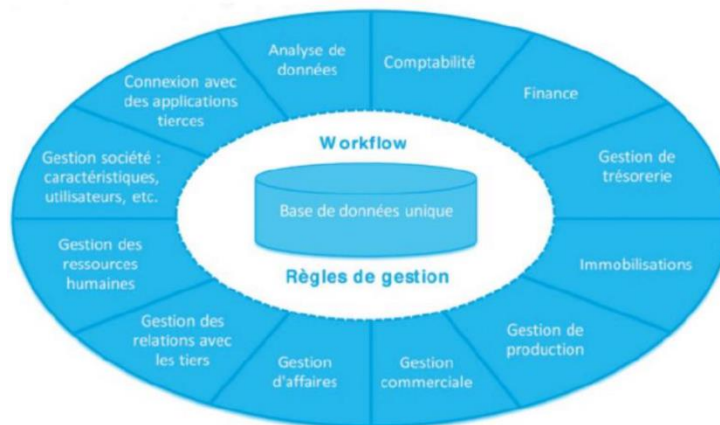 Analyse de
données
Comptabilité
Finance
Gestion de
trésorerie
Immobilisations
Gestion de
production
Gestion
commerciale
Gestion
d'affaires
Gestion des
relations avec
les tiers
Gestion des
ressources
humaines
Gestion société :
caractéristiques,
utilisateurs, etc.
Connexion avec
des applications
tierces
Workflow
Base de données unique
Règles de gestion